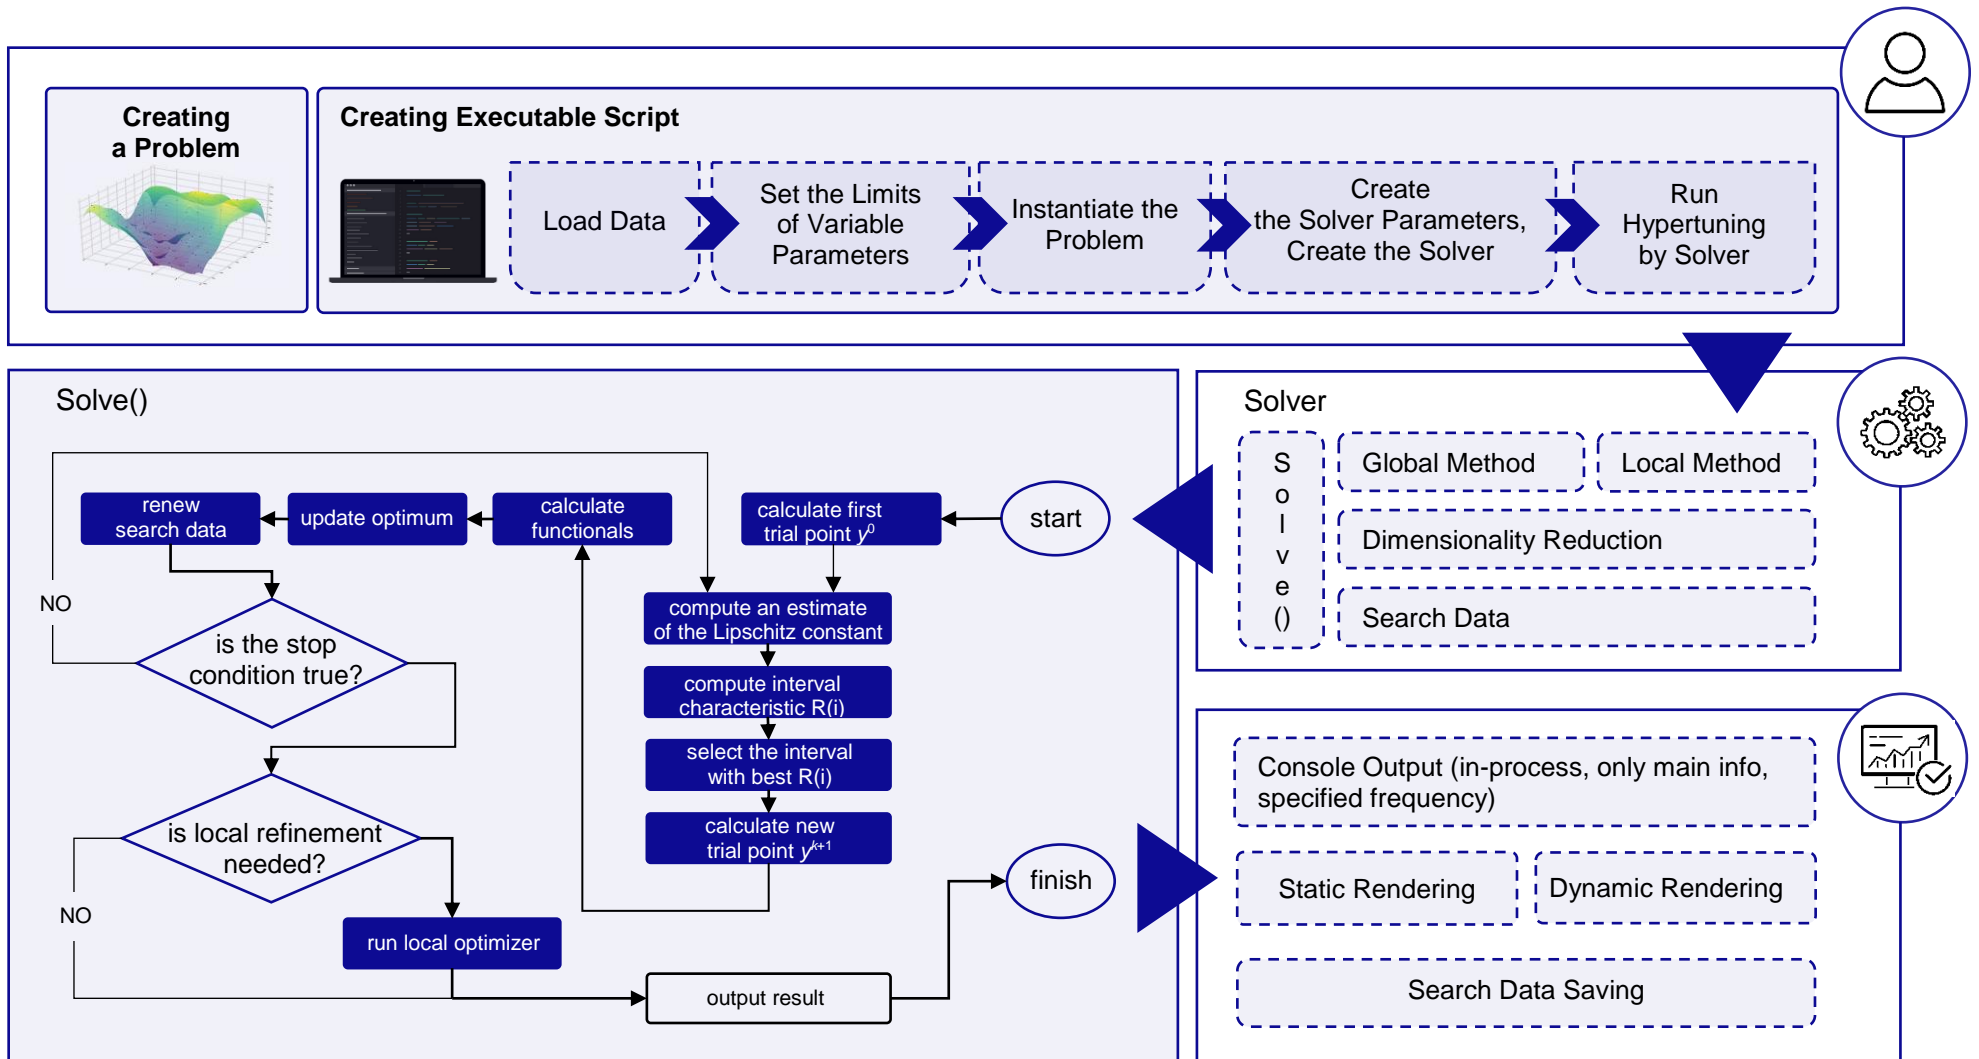 Creating
a Problem
Creating Executable Script
Load Data
Set the Limits
of Variable
Parameters
Instantiate the
Problem
Create
the Solver Parameters,
Create the Solver
Run
Hypertuning
by Solver
Solve()
renew
search data
update optimum
calculate
functionals
calculate first
trial point y⁰
start
NO
is the stop
condition true?
compute an estimate
of the Lipschitz constant
compute interval
characteristic R(i)
select the interval
with best R(i)
calculate new
trial point yᵏ⁺¹
is local refinement
needed?
NO
run local optimizer
output result
finish
Solver
S
o
l
v
e
()
Global Method
Local Method
Dimensionality Reduction
Search Data
Console Output (in-process, only main info,
specified frequency)
Static Rendering
Dynamic Rendering
Search Data Saving